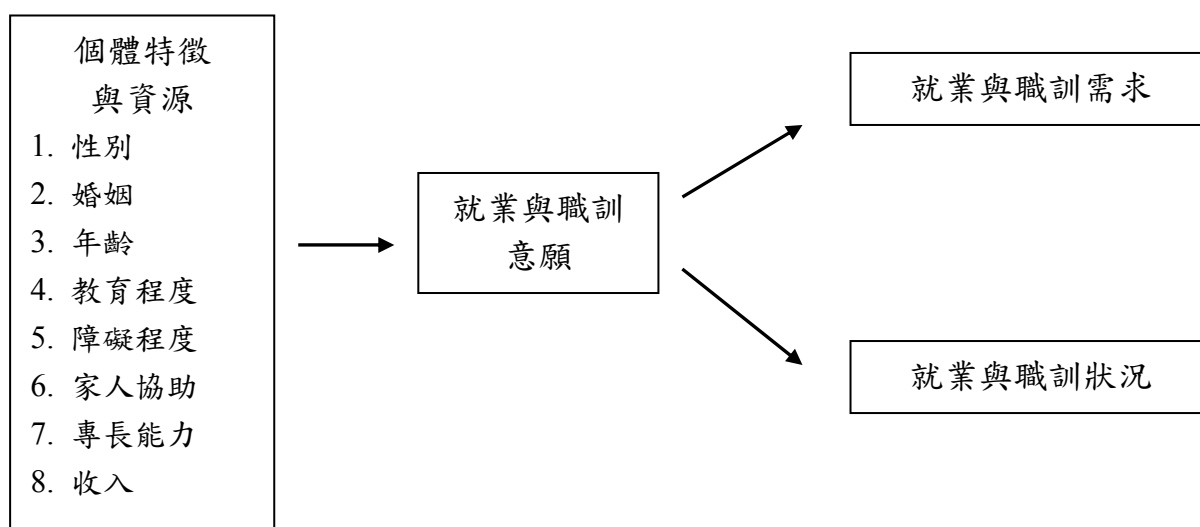 個體特徵
與資源
1. 性別
2. 婚姻
3. 年齡
4. 教育程度
5. 障礙程度
6. 家人協助
7. 專長能力
8. 收入
就業與職訓
意願
就業與職訓需求
就業與職訓狀況